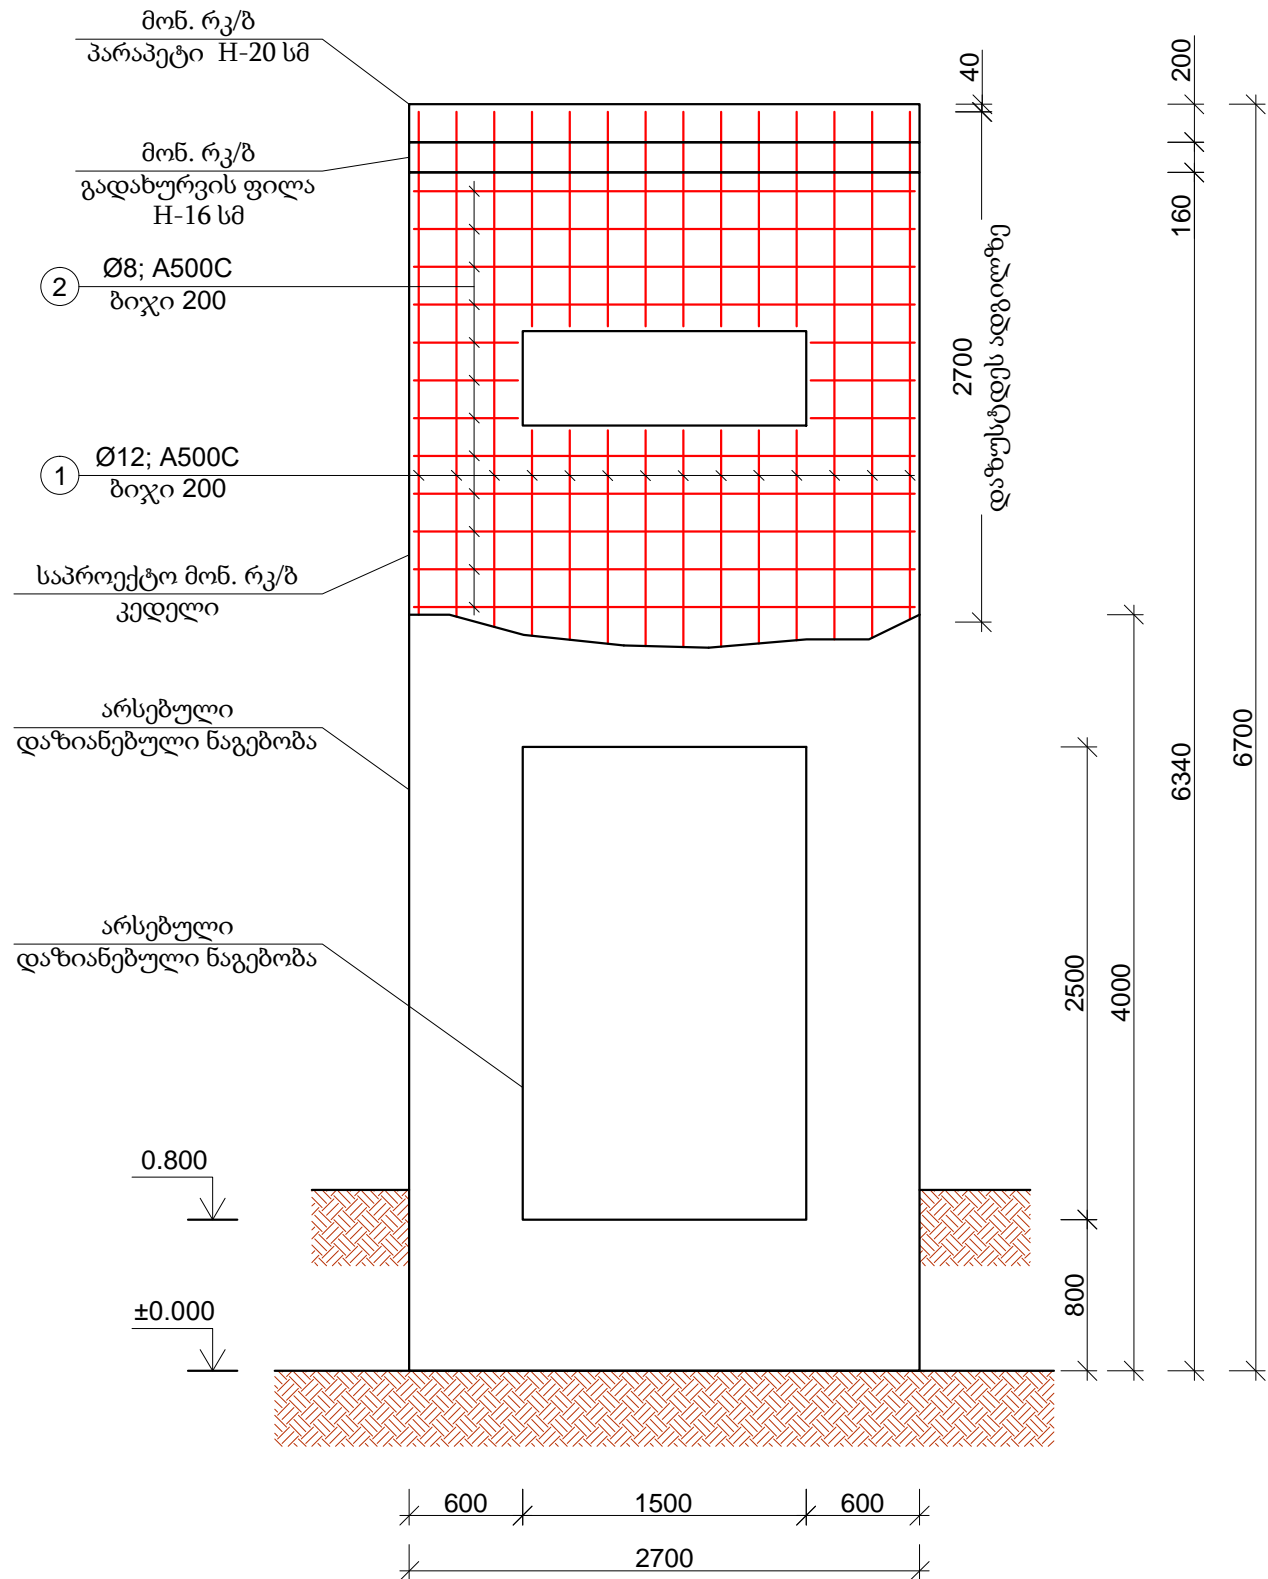 მონ. რკ/ბ
პარაპეტი H-20 სმ
მონ. რკ/ბ
გადახურვის ფილა
H-16 სმ
2
Ø8; A500C
ბიჯი 200
1
Ø12; A500C
ბიჯი 200
საპროექტო მონ. რკ/ბ
კედელი
არსებული
დაზიანებული ნაგებობა
არსებული
დაზიანებული ნაგებობა
0.800
±0.000
40
200
160
2700
დაზუსტდეს ადგილზე
6700
6340
4000
2500
800
600
1500
600
2700